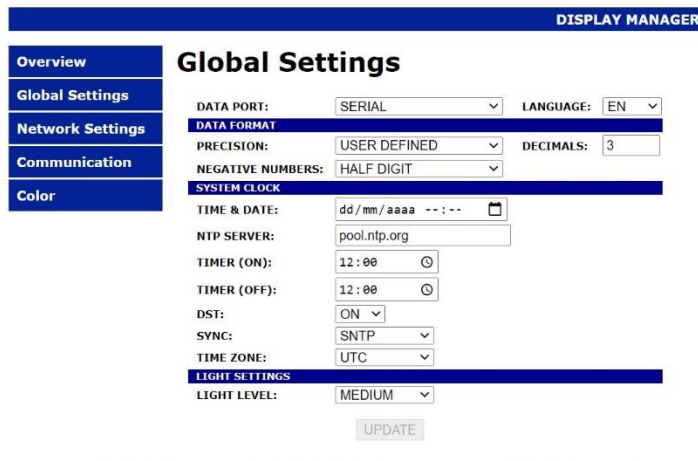 DISPLAY MANAGER
Overview
Global Settings
Network Settings
Communication
Color
Global Settings
DATA PORT: SERIAL LANGUAGE: EN
DATA FORMAT
PRECISION: USER DEFINED DECIMALS: 3
NEGATIVE NUMBERS: HALF DIGIT
SYSTEM CLOCK
TIME & DATE: dd/mm/aaaa --:--
NTP SERVER: pool.ntp.org
TIMER (ON): 12:00
TIMER (OFF): 12:00
DST: ON
SYNC: SNTP
TIME ZONE: UTC
LIGHT SETTINGS
LIGHT LEVEL: MEDIUM
UPDATE